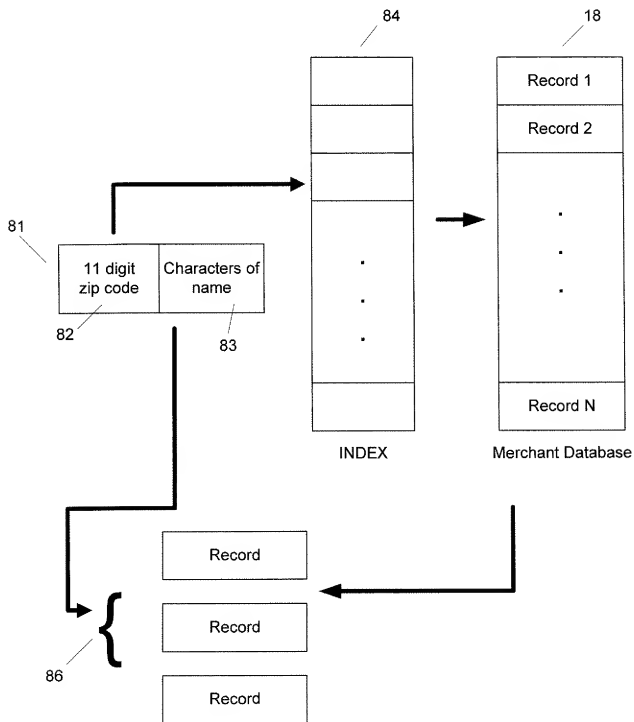 84
18
Record 1
Record 2
81
11 digit
zip code
Characters of
name
82
83
Record N
INDEX
Merchant Database
Record
Record
86
Record